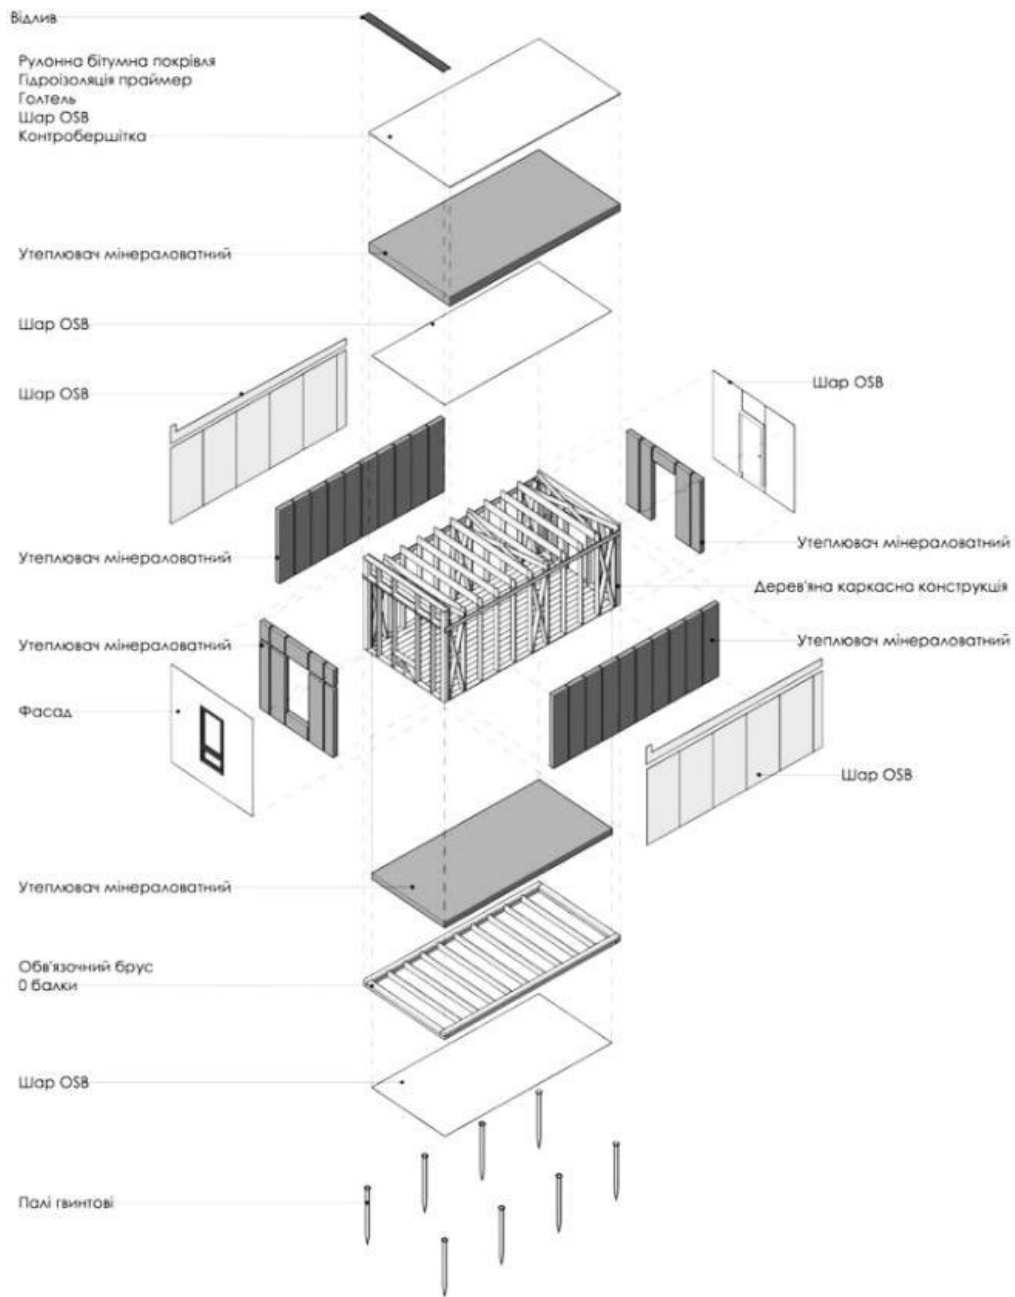 Відлив
Рулонна бітумна покрівля
Гідроізоляція праймер
Голтель
Шар OSB
Контробершітка
Утеплювач мінераловатний
Шар OSB
Шар OSB
Шар OSB
Утеплювач мінераловатний
Утеплювач мінераловатний
Дерев'яна каркасна конструкція
Утеплювач мінераловатний
Утеплювач мінераловатний
Фасад
Шар OSB
Утеплювач мінераловатний
Обв'язочний брус
0 балки
Шар OSB
Палі гвинтові